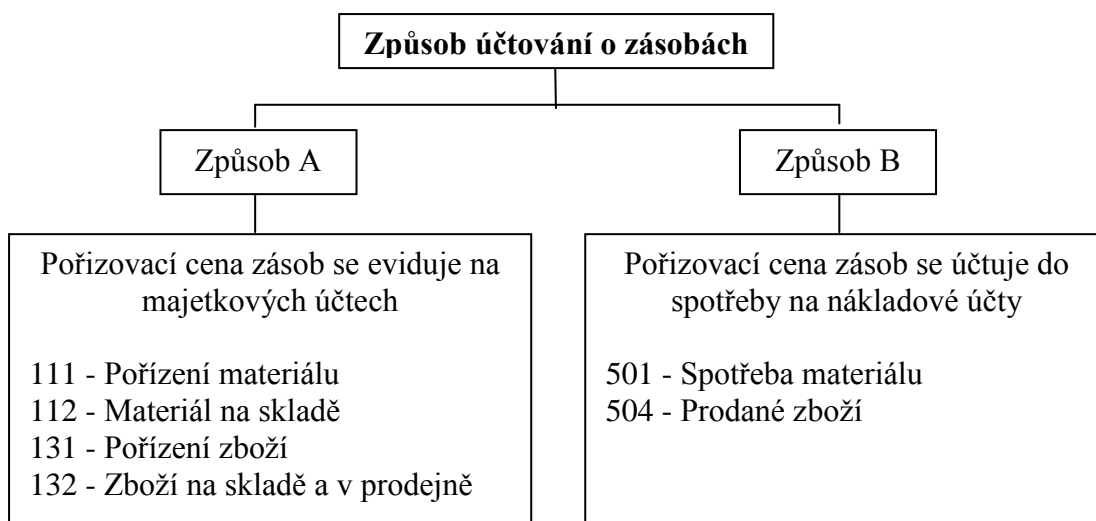 Způsob účtování o zásobách
Způsob A
Způsob B
Pořizovací cena zásob se eviduje na
majetkových účtech
111 - Pořízení materiálu
112 - Materiál na skladě
131 - Pořízení zboží
132 - Zboží na skladě a v prodejně
Pořizovací cena zásob se účtuje do
spotřeby na nákladové účty
501 - Spotřeba materiálu
504 - Prodané zboží